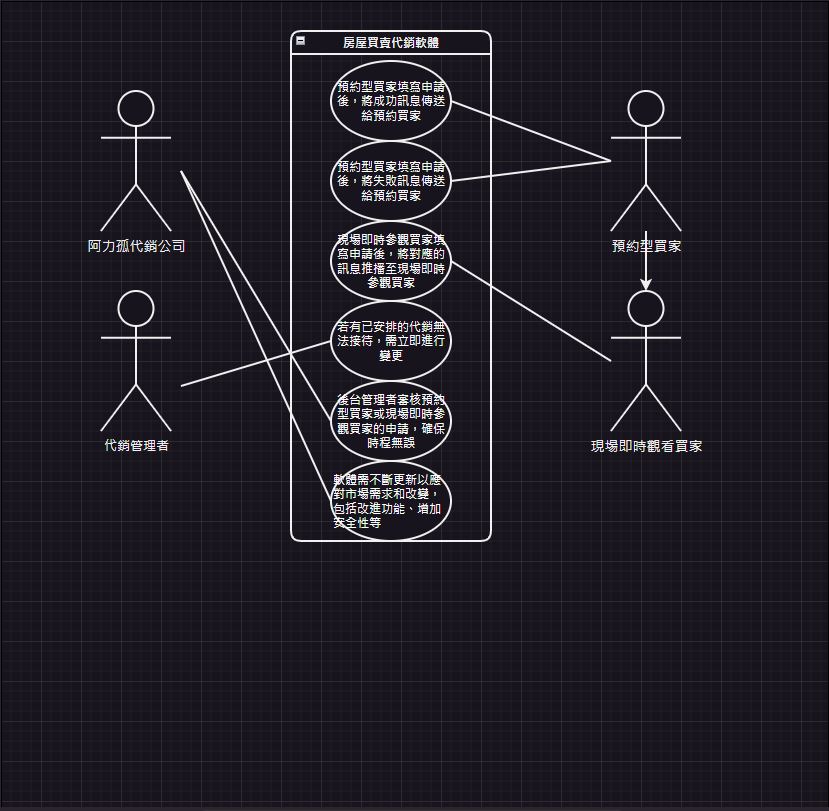 房屋買賣代銷軟體
預約型買家填寫申請
後，將成功訊息傳送
給預約買家
預約型買家填寫申請
後，將失敗訊息傳送
給預約買家
現場即時參觀買家填
寫申請後，將對應的
訊息推播至現場即時
參觀買家
若有已安排的代銷無
法接待，需立即進行
變更
後台管理者審核預約
型買家或現場即時參
觀買家的申請，確保
時程無誤
軟體需不斷更新以應
對市場需求和改變，
包括改進功能、增加
安全性等
阿力孤代銷公司
代銷管理者
預約型買家
現場即時觀看買家